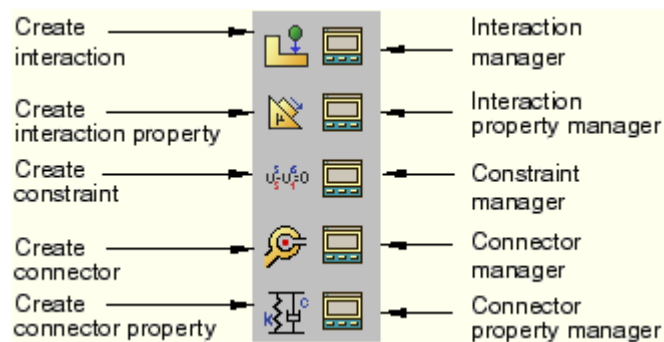 Create
interaction
Interaction
manager
Create
interaction property
μ
Interaction
property manager
Create
constraint
Constraint
manager
Create
connector
Connector
manager
Create
connector property
K
C
Connector
property manager